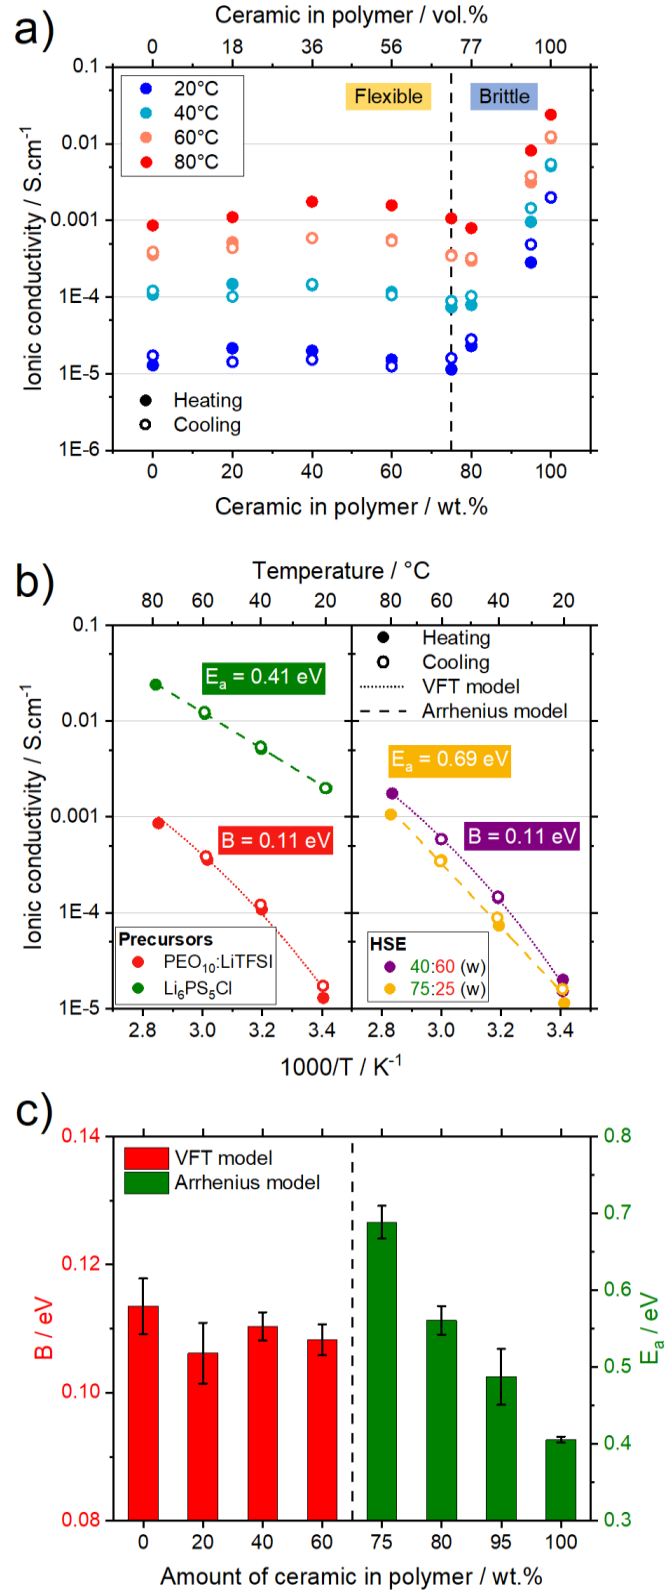 a)
Ceramic in polymer / vol.%
0 18 36 56 77 100
0.1
0.01
0.001
1E-4
1E-5
1E-6
Ionic conductivity / S.cm-1
20°C
40°C
60°C
80°C
Flexible
Brittle
Heating
Cooling
0 20 40 60 80 100
Ceramic in polymer / wt.%
b)
Temperature / °C
80 60 40 20 80 60 40 20
0.1
0.01
0.001
1E-4
1E-5
Ionic conductivity / S.cm-1
Ea = 0.41 eV
B = 0.11 eV
Precursors
PEO10:LiTFSI
Li6PS5Cl
Heating
Cooling
VFT model
Arrhenius model
Ea = 0.69 eV
B = 0.11 eV
HSE
40:60 (w)
75:25 (w)
2.8 3.0 3.2 3.4 2.8 3.0 3.2 3.4
1000/T / K-1
c)
0.14
0.12
0.10
0.08
B / eV
VFT model
Arrhenius model
0.8
0.7
0.6
0.5
0.4
0.3
Ea / eV
0 20 40 60 75 80 95 100
Amount of ceramic in polymer / wt.%